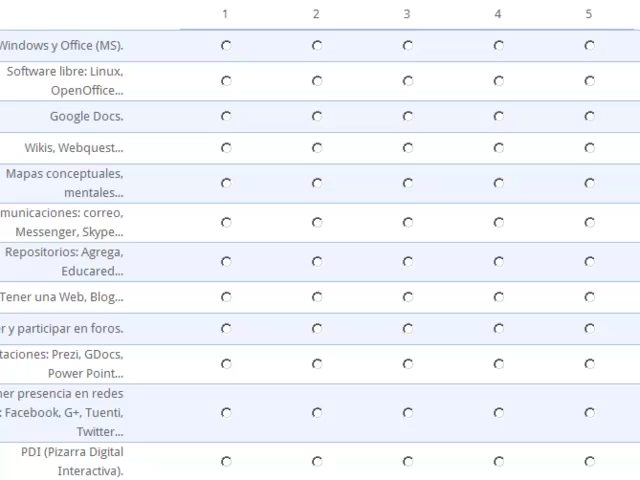 1 2 3 4 5
Windows y Office (MS).
Software libre: Linux,
OpenOffice...
Google Docs.
Wikis, Webquest...
Mapas conceptuales,
mentales...
municaciones: correo,
Messenger, Skype...
Repositorios: Agrega,
Educared...
Tener una Web, Blog...
r y participar en foros.
taciones: Prezi, GDocs,
Power Point...
ner presencia en redes
: Facebook, G+, Tuenti,
Twitter...
PDI (Pizarra Digital
Interactiva).